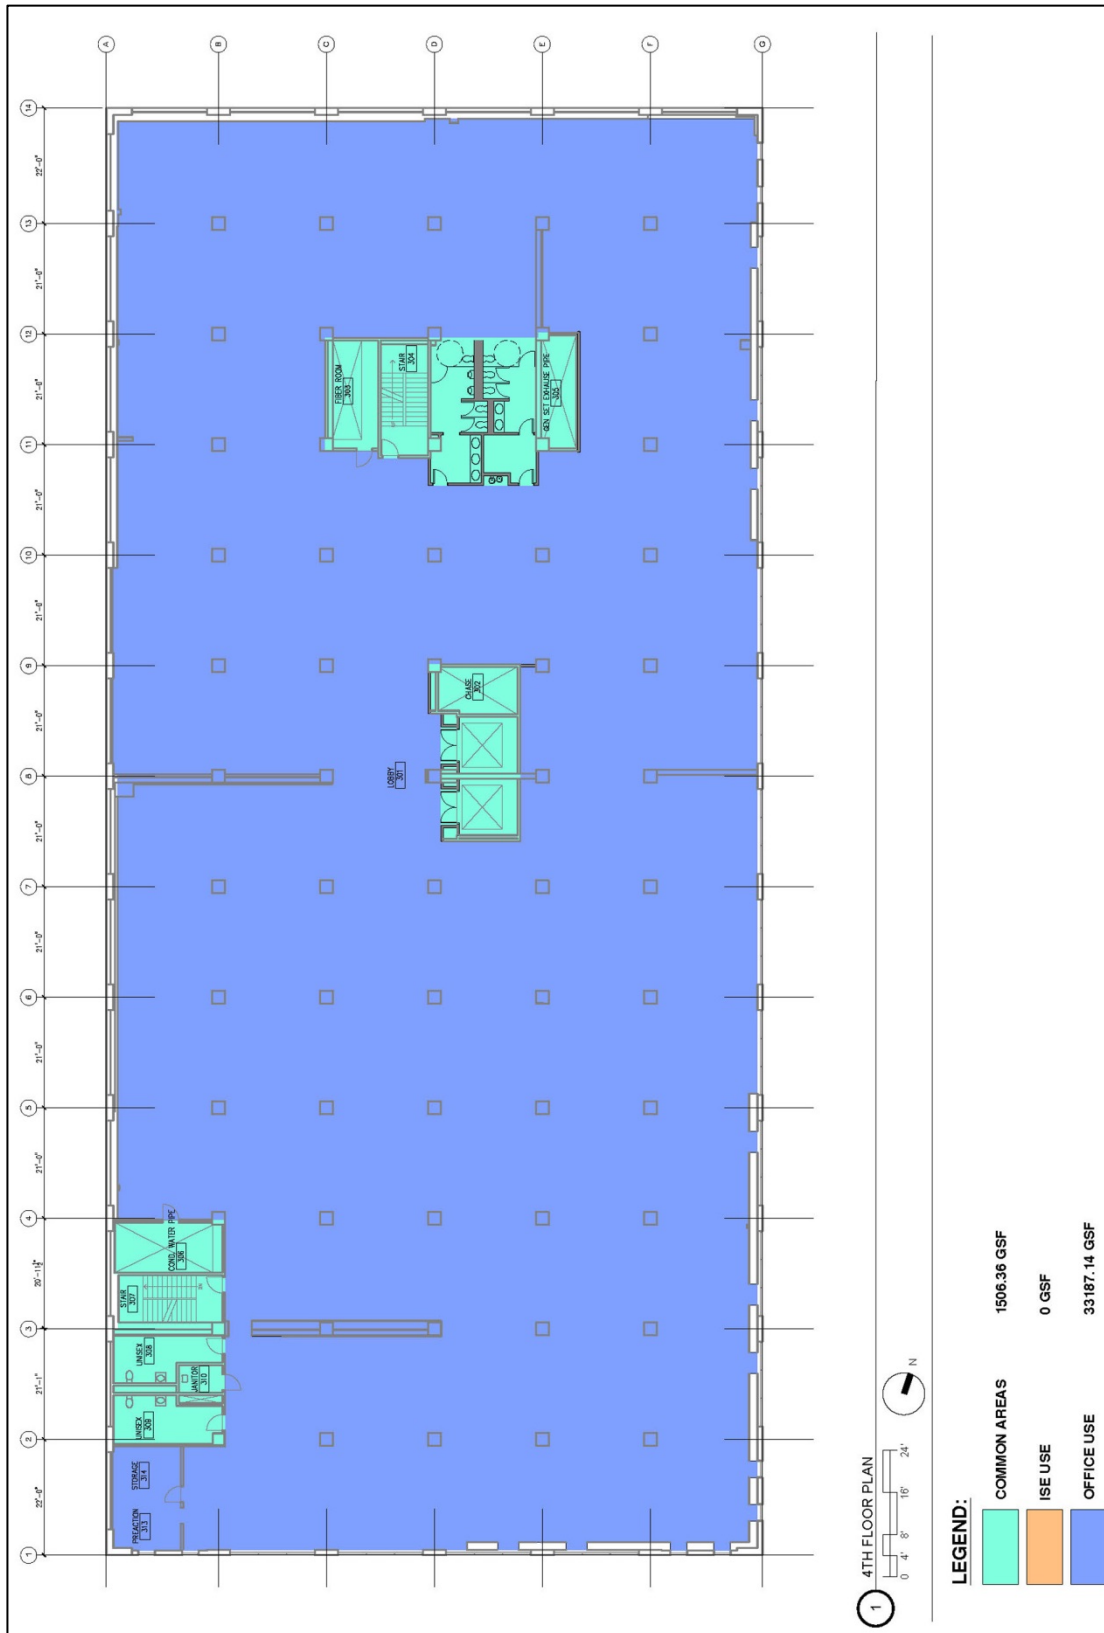 A
B
C
D
E
F
G
14
22'-0"
13
21'-0"
12
21'-0"
11
21'-0"
10
21'-0"
9
21'-0"
8
21'-0"
7
21'-0"
6
21'-0"
5
21'-0"
4
20'-11½"
3
21'-1"
2
22'-0"
1
FIBER ROOM
303
STAIR
304
GEN SET EXHAUSE PIPE
305
CHASE
302
LOBBY
301
COND. WATER PIPE
306
STAIR
307
UNISEX
308
JANITOR
310
UNISEX
309
STORAGE
314
PREACTION
313
1
4TH FLOOR PLAN
0 4' 8' 16' 24'
N
LEGEND:
COMMON AREAS 1506.36 GSF
ISE USE 0 GSF
OFFICE USE 33187.14 GSF